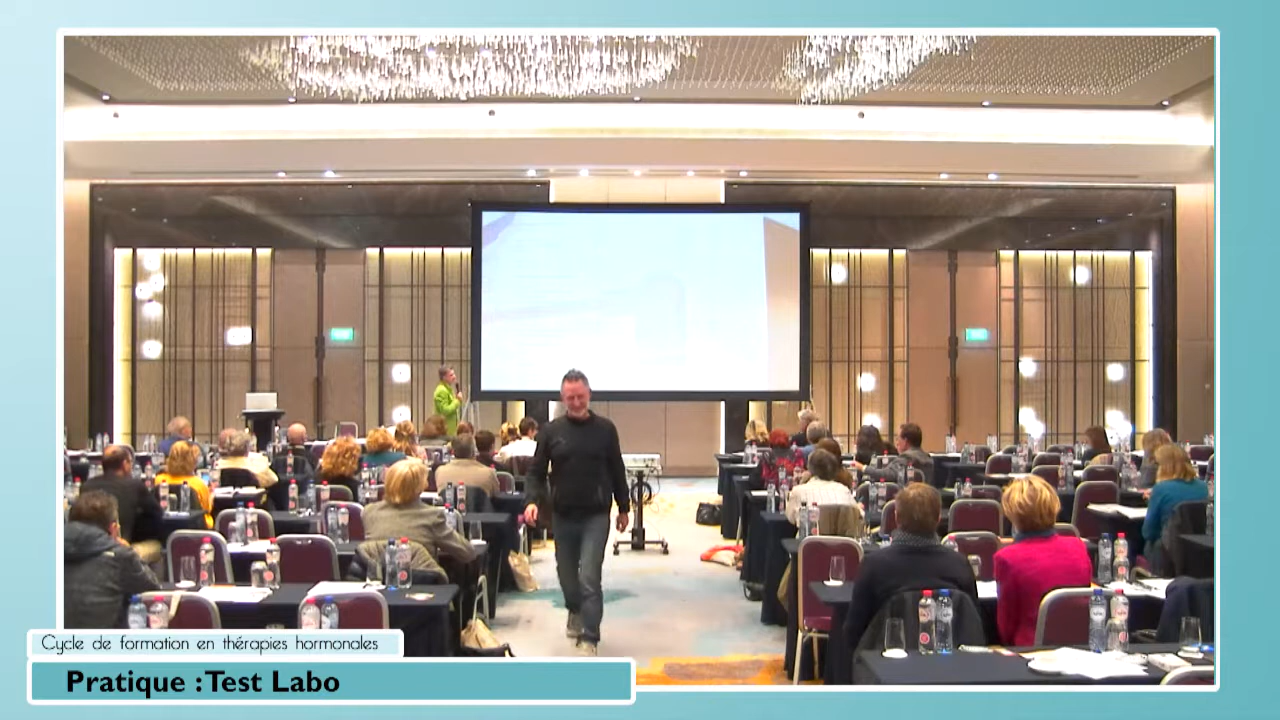 Cycle de formation en thérapies hormonales
Pratique : Test Labo